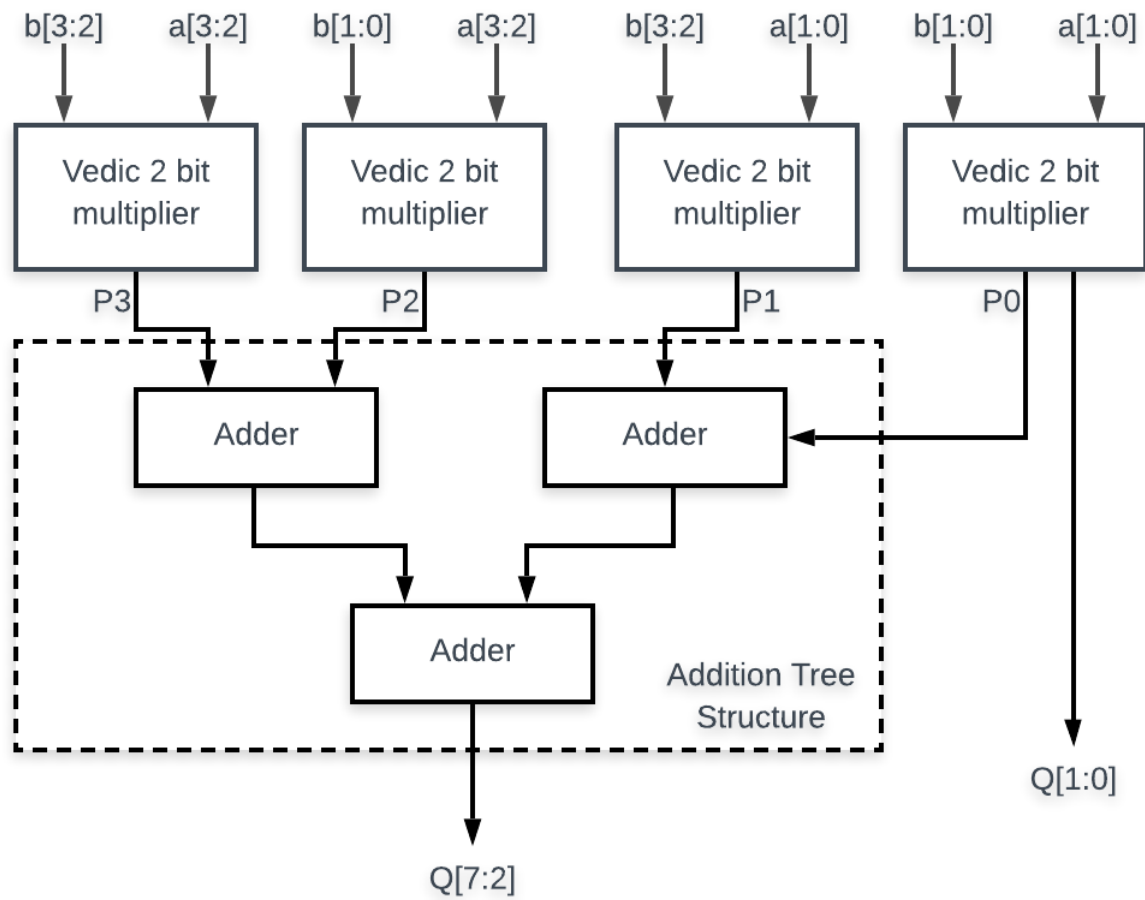 b[3:2] a[3:2] b[1:0] a[3:2] b[3:2] a[1:0] b[1:0] a[1:0]
Vedic 2 bit
multiplier
Vedic 2 bit
multiplier
Vedic 2 bit
multiplier
Vedic 2 bit
multiplier
P3 P2 P1 P0
Adder
Adder
Adder
Addition Tree
Structure
Q[1:0]
Q[7:2]